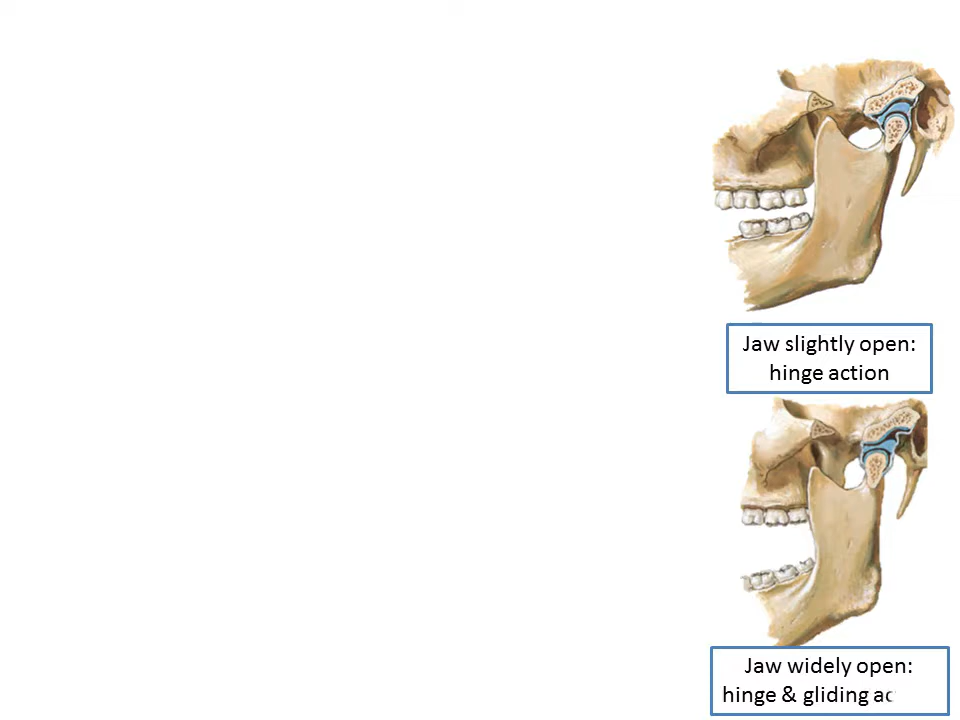 Jaw slightly open:
hinge action
Jaw widely open:
hinge & gliding